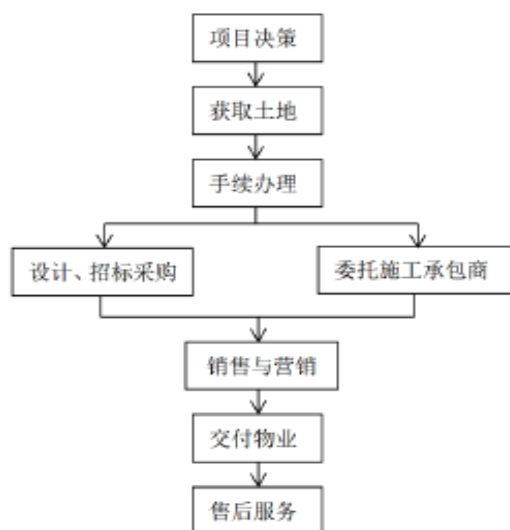 项目决策
获取土地
手续办理
设计、招标采购
委托施工承包商
销售与营销
交付物业
售后服务